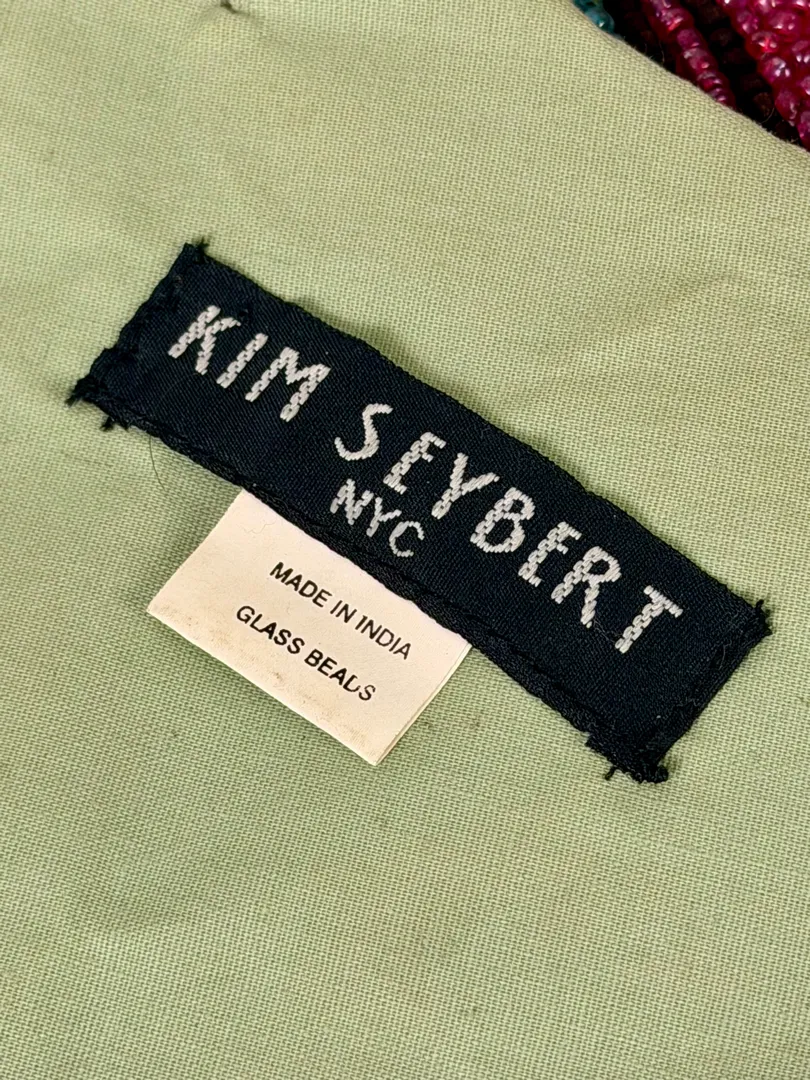 KIM SEYBERT
NYC
MADE IN INDIA
GLASS BEADS